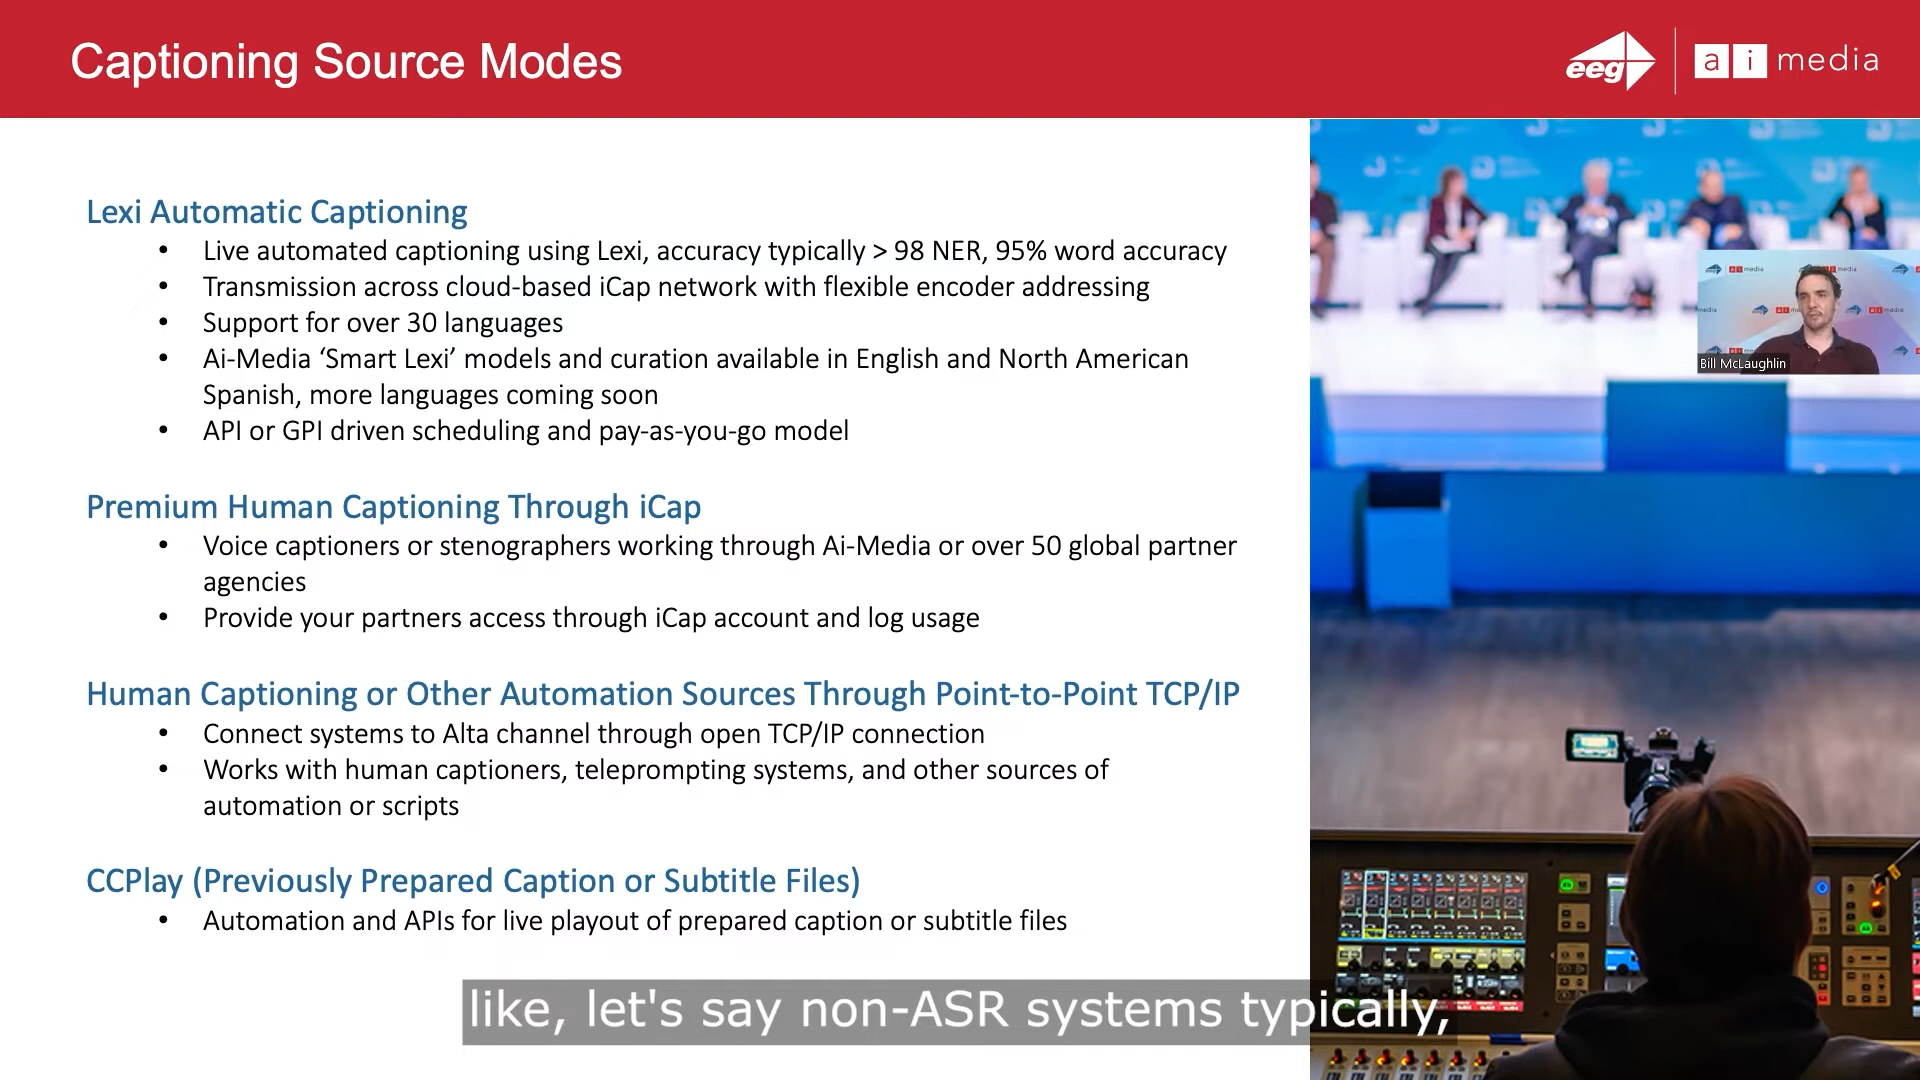 Captioning Source Modes
eeg
ai media
Lexi Automatic Captioning
• Live automated captioning using Lexi, accuracy typically > 98 NER, 95% word accuracy
• Transmission across cloud-based iCap network with flexible encoder addressing
• Support for over 30 languages
• Ai-Media ‘Smart Lexi’ models and curation available in English and North American
Spanish, more languages coming soon
• API or GPI driven scheduling and pay-as-you-go model
Premium Human Captioning Through iCap
• Voice captioners or stenographers working through Ai-Media or over 50 global partner
agencies
• Provide your partners access through iCap account and log usage
Human Captioning or Other Automation Sources Through Point-to-Point TCP/IP
• Connect systems to Alta channel through open TCP/IP connection
• Works with human captioners, teleprompting systems, and other sources of
automation or scripts
CCPlay (Previously Prepared Caption or Subtitle Files)
• Automation and APIs for live playout of prepared caption or subtitle files
Bill McLaughlin
like, let's say non-ASR systems typically,